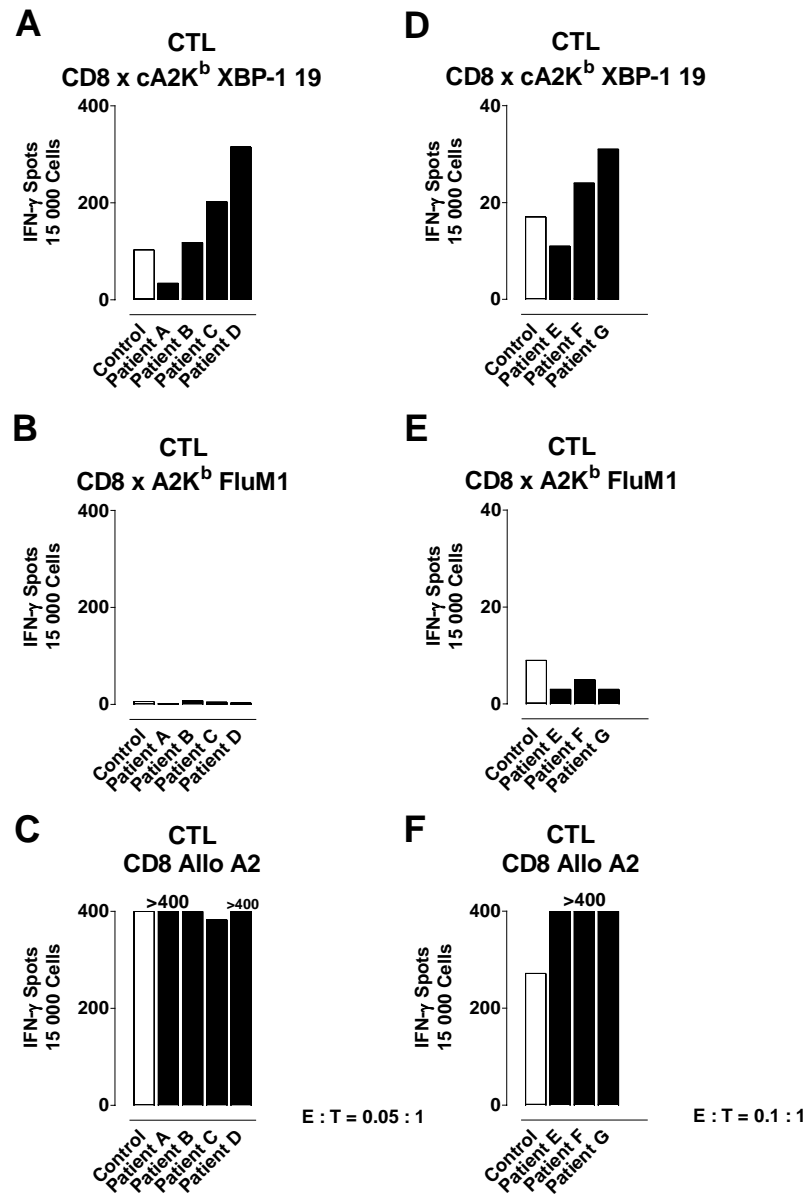 A
CTL
CD8 x cA2Kᵇ XBP-1 19
IFN-γ Spots
15 000 Cells
400
200
0
Control
Patient A
Patient B
Patient C
Patient D
D
CTL
CD8 x cA2Kᵇ XBP-1 19
IFN-γ Spots
15 000 Cells
40
20
0
Control
Patient E
Patient F
Patient G
B
CTL
CD8 x A2Kᵇ FluM1
IFN-γ Spots
15 000 Cells
400
200
0
Control
Patient A
Patient B
Patient C
Patient D
E
CTL
CD8 x A2Kᵇ FluM1
IFN-γ Spots
15 000 Cells
40
20
0
Control
Patient E
Patient F
Patient G
C
CTL
CD8 Allo A2
>400 >400
IFN-γ Spots
15 000 Cells
400
200
0
Control
Patient A
Patient B
Patient C
Patient D
E : T = 0.05 : 1
F
CTL
CD8 Allo A2
>400
IFN-γ Spots
15 000 Cells
400
200
0
Control
Patient E
Patient F
Patient G
E : T = 0.1 : 1